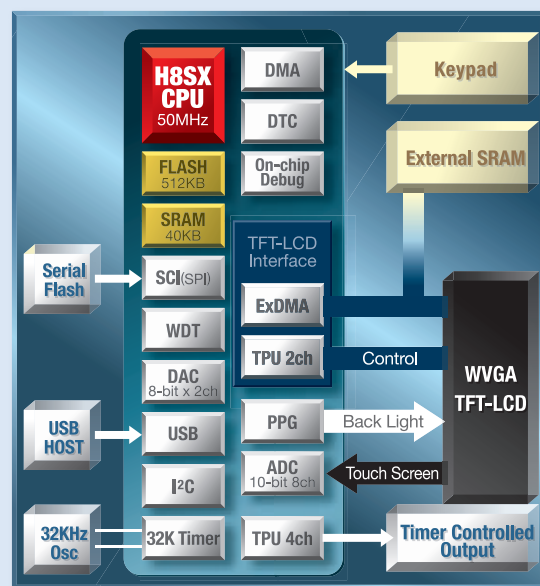 H8SX
CPU
50MHz
DMA
Keypad
DTC
FLASH
512KB
On-chip
Debug
External SRAM
SRAM
40KB
TFT-LCD
Interface
Serial
Flash
SCI(SPI)
ExDMA
WDT
TPU 2ch
Control
WVGA
TFT-LCD
DAC
8-bit x 2ch
USB
HOST
USB
PPG
Back Light
I²C
ADC
10-bit 8ch
Touch Screen
32KHz
Osc
32K Timer
TPU 4ch
Timer Controlled
Output